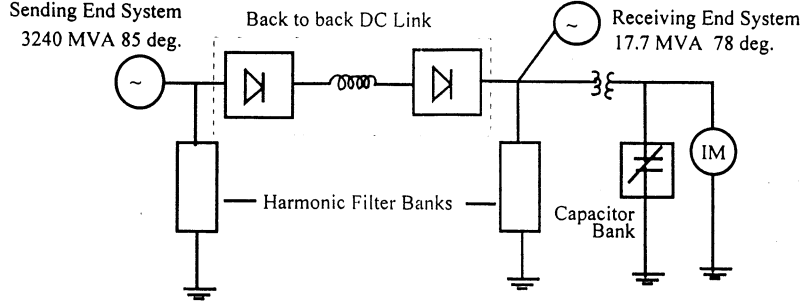 Sending End System
3240 MVA 85 deg.
Back to back DC Link
Receiving End System
17.7 MVA 78 deg.
~
~
IM
Harmonic Filter Banks
Capacitor
Bank